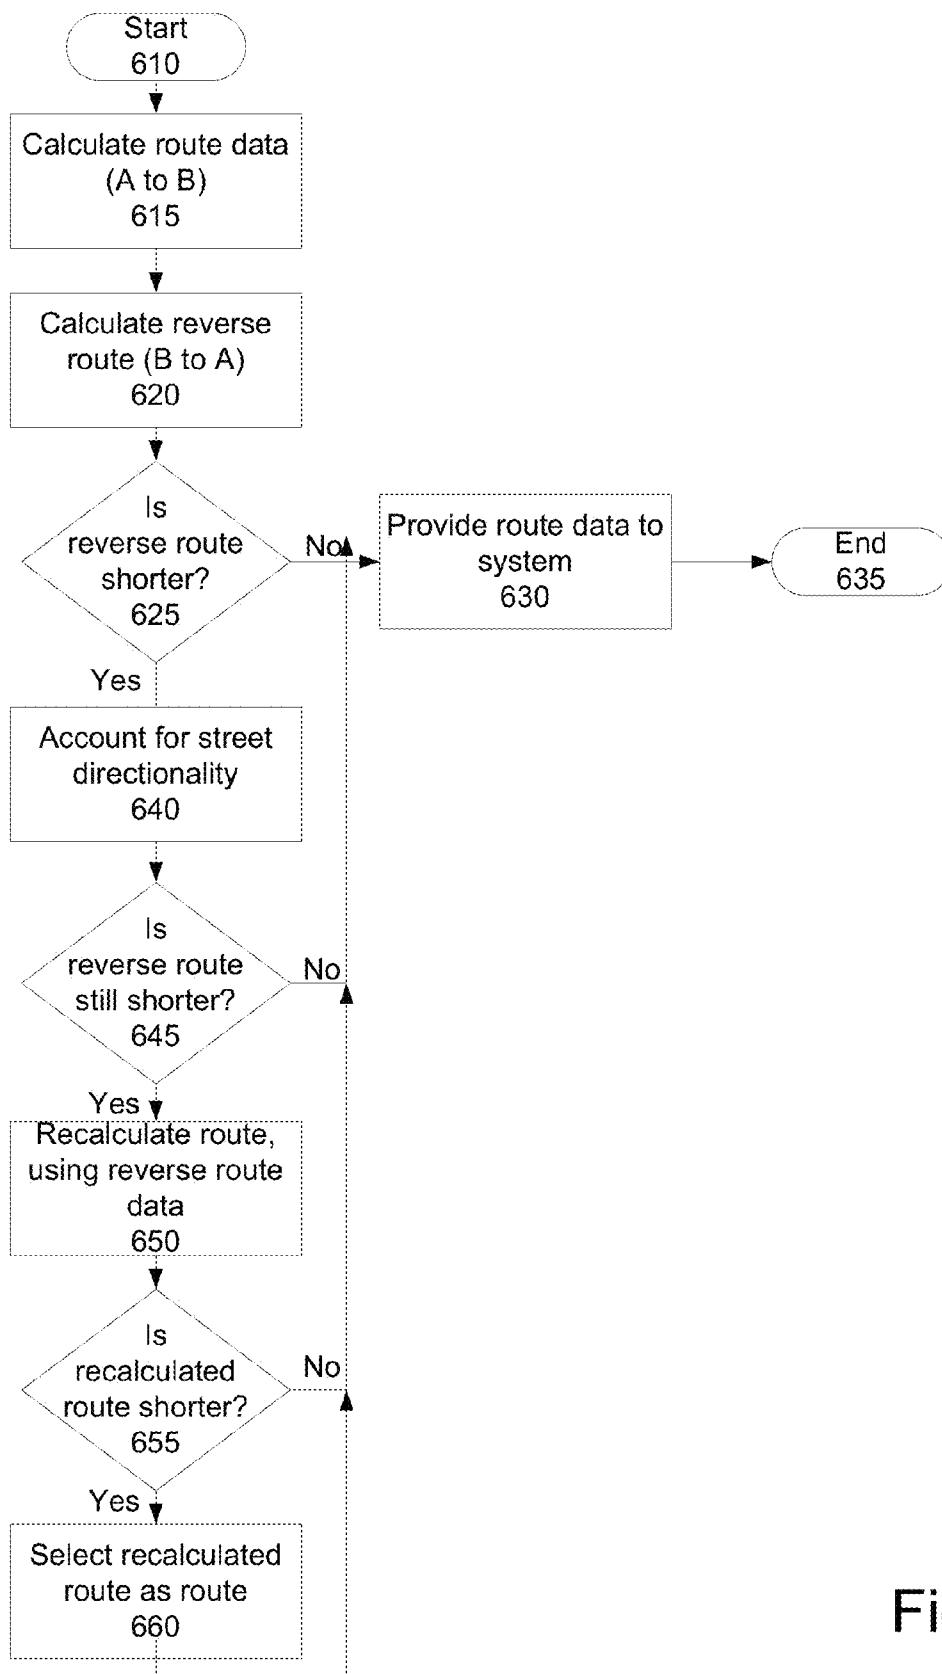 Start
610
Calculate route data
(A to B)
615
Calculate reverse
route (B to A)
620
Is
reverse route
shorter?
625
No
Provide route data to
system
630
End
635
Yes
Account for street
directionality
640
Is
reverse route
still shorter?
645
No
Yes
Recalculate route,
using reverse route
data
650
Is
recalculated
route shorter?
655
No
Yes
Select recalculated
route as route
660